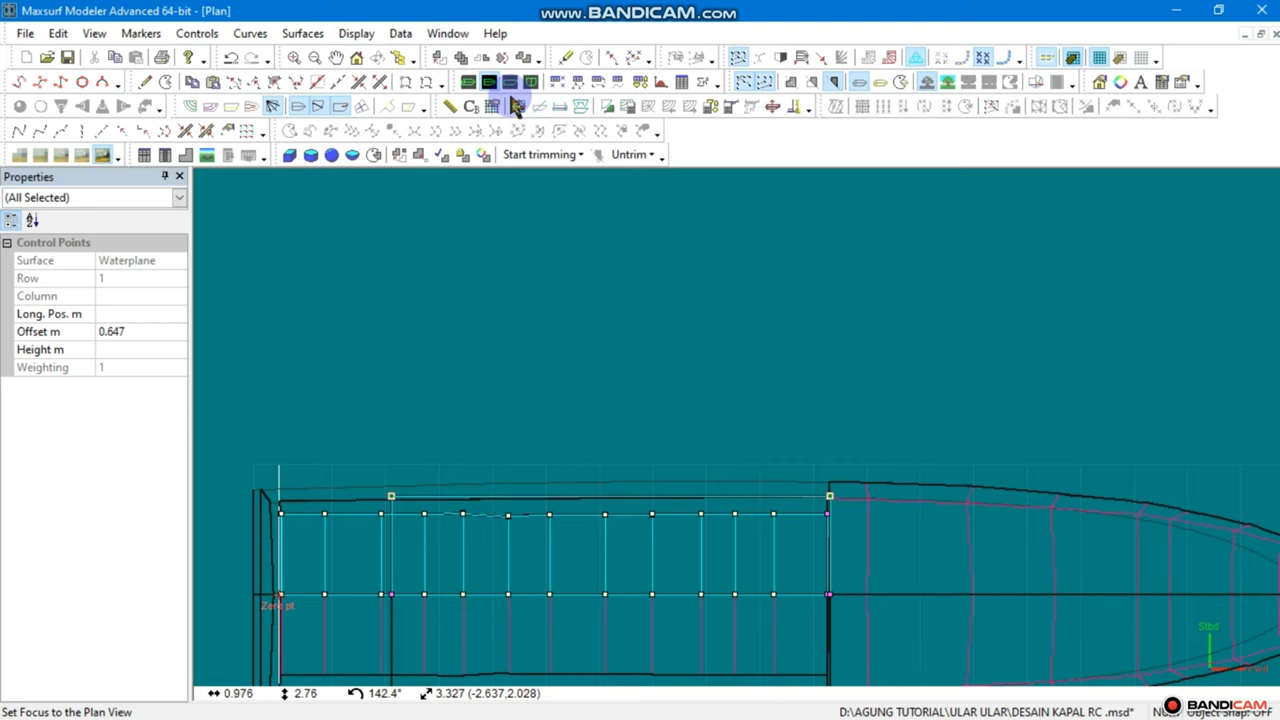 Maxsurf Modeler Advanced 64-bit - [Plan]
www.BANDICAM.com
File Edit View Markers Controls Curves Surfaces Display Data Window Help
Start trimming Untrim
Properties
(All Selected)
Control Points
Surface Waterplane
Row 1
Column
Long. Pos. m
Offset m 0.647
Height m
Weighting 1
Zero pt
Stbd
0.976 2.76 142.4° 3.327 (-2.637,2.028)
Set Focus to the Plan View D:\AGUNG TUTORIAL\ULAR ULAR\DESAIN KAPAL RC .msd* Object Snap: OFF
BANDICAM